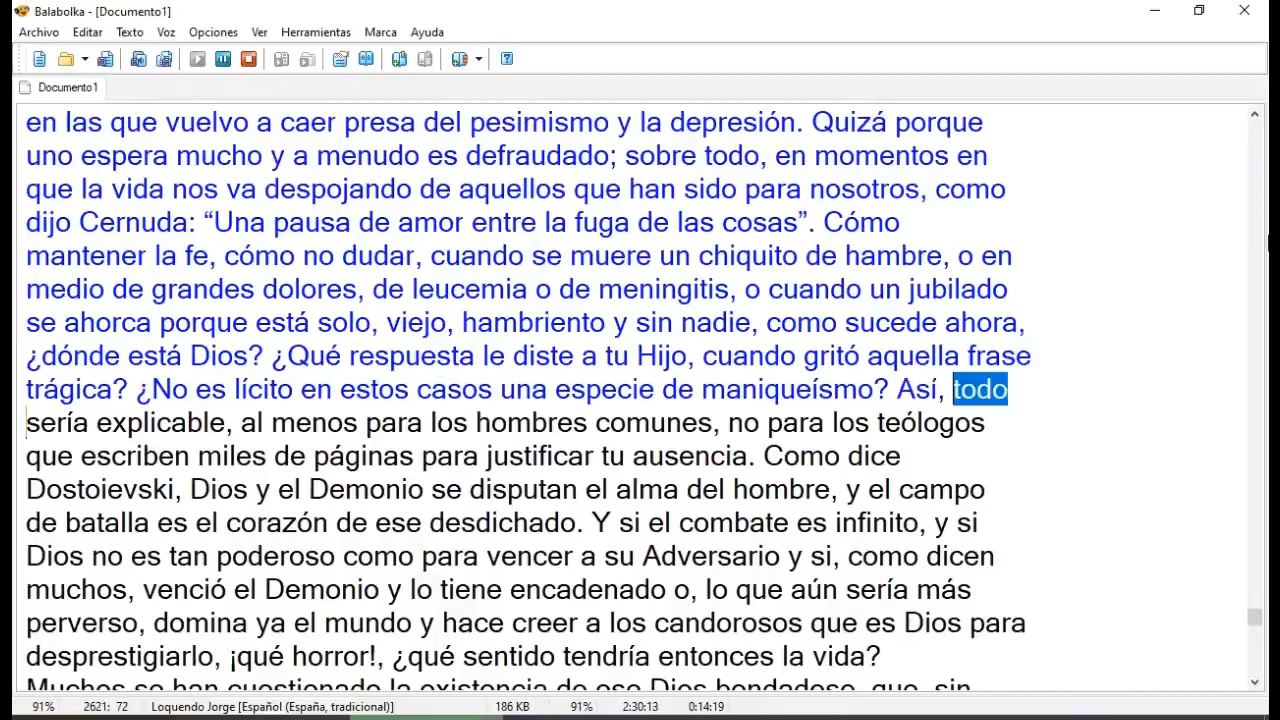 Balabolka - [Documento1]
Archivo Editar Texto Voz Opciones Ver Herramientas Marca Ayuda
Documento1
en las que vuelvo a caer presa del pesimismo y la depresión. Quizá porque
uno espera mucho y a menudo es defraudado; sobre todo, en momentos en
que la vida nos va despojando de aquellos que han sido para nosotros, como
dijo Cernuda: “Una pausa de amor entre la fuga de las cosas”. Cómo
mantener la fe, cómo no dudar, cuando se muere un chiquito de hambre, o en
medio de grandes dolores, de leucemia o de meningitis, o cuando un jubilado
se ahorca porque está solo, viejo, hambriento y sin nadie, como sucede ahora,
¿dónde está Dios? ¿Qué respuesta le diste a tu Hijo, cuando gritó aquella frase
trágica? ¿No es lícito en estos casos una especie de maniqueísmo? Así, todo
sería explicable, al menos para los hombres comunes, no para los teólogos
que escriben miles de páginas para justificar tu ausencia. Como dice
Dostoievski, Dios y el Demonio se disputan el alma del hombre, y el campo
de batalla es el corazón de ese desdichado. Y si el combate es infinito, y si
Dios no es tan poderoso como para vencer a su Adversario y si, como dicen
muchos, venció el Demonio y lo tiene encadenado o, lo que aún sería más
perverso, domina ya el mundo y hace creer a los candorosos que es Dios para
desprestigiarlo, ¡qué horror!, ¿qué sentido tendría entonces la vida?
Muchos se han cuestionado la existencia de ese Dios bondadoso, que, sin
91% 2621: 72 Loquendo Jorge [Español (España, tradicional)] 186 KB 91% 2:30:13 0:14:19